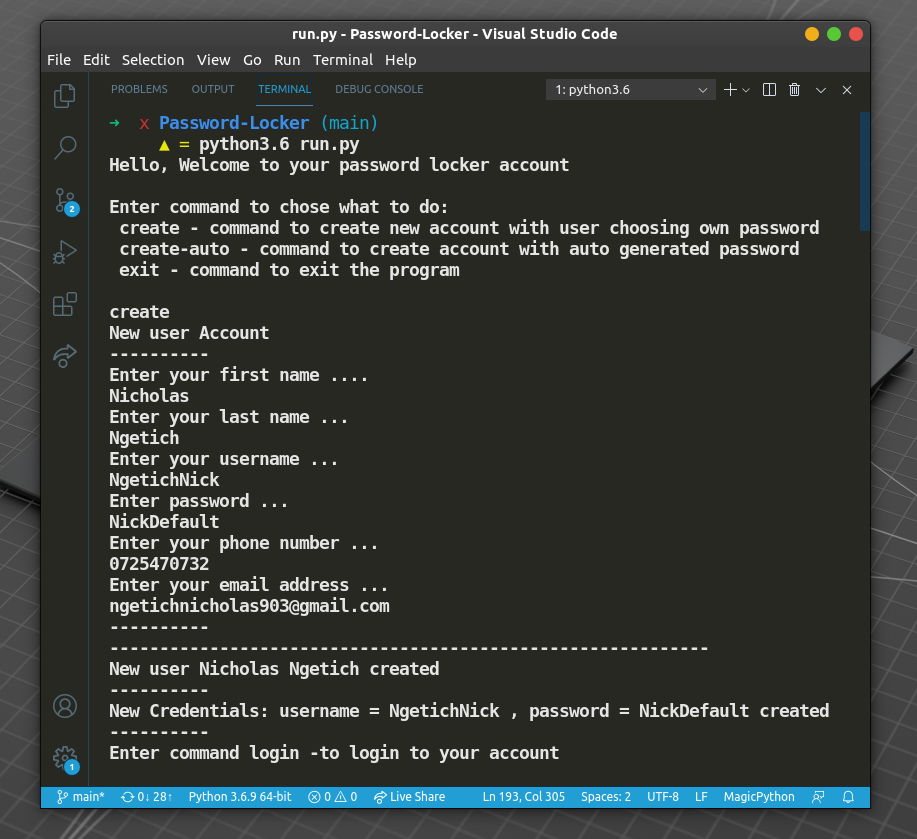 run.py - Password-Locker - Visual Studio Code
File Edit Selection View Go Run Terminal Help
PROBLEMS OUTPUT TERMINAL DEBUG CONSOLE 1: python3.6
➜ x Password-Locker (main)
▲ = python3.6 run.py
Hello, Welcome to your password locker account
Enter command to chose what to do:
create - command to create new account with user choosing own password
create-auto - command to create account with auto generated password
exit - command to exit the program
create
New user Account
----------
Enter your first name ....
Nicholas
Enter your last name ...
Ngetich
Enter your username ...
NgetichNick
Enter password ...
NickDefault
Enter your phone number ...
0725470732
Enter your email address ...
ngetichnicholas903@gmail.com
----------
------------------------------------------------------------
New user Nicholas Ngetich created
----------
New Credentials: username = NgetichNick , password = NickDefault created
----------
Enter command login -to login to your account
2
1
main* 0↓ 28↑ Python 3.6.9 64-bit 0 0 Live Share Ln 193, Col 305 Spaces: 2 UTF-8 LF MagicPython